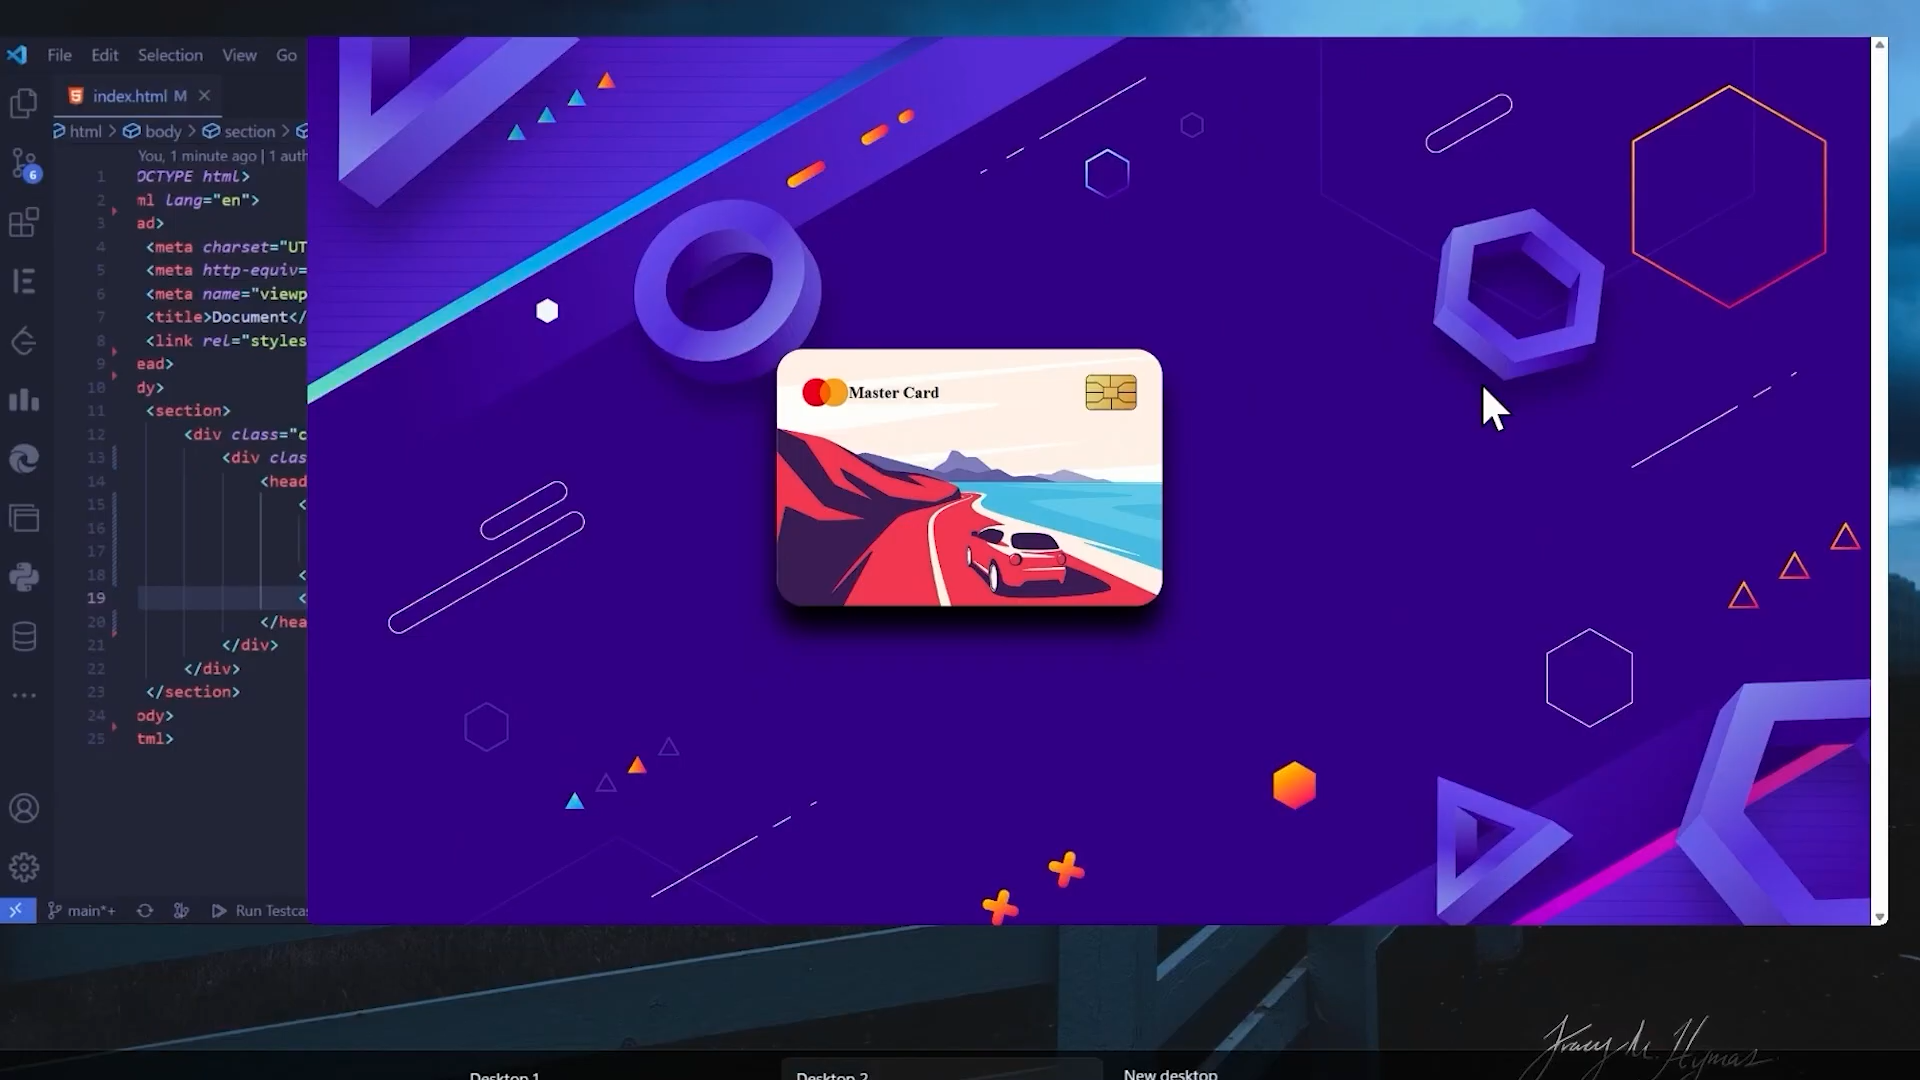 File Edit Selection View Go
index.html M
html body section
You, 1 minute ago | 1 auth
1 OCTYPE html>
2 ml lang="en">
3 ad>
4 <meta charset="UT
5 <meta http-equiv=
6 <meta name="viewp
7 <title>Document</
8 <link rel="styles
9 ead>
10 dy>
11 <section>
12 <div class="c
13 <div clas
14 <head
15 <
16
17
18 <
19 <
20 </hea
21 </div>
22 </div>
23 </section>
24 ody>
25 tml>
6
main*+ Run Testcas
Master Card
Tracy M. Hymas
Desktop 1 Desktop 2 New desktop